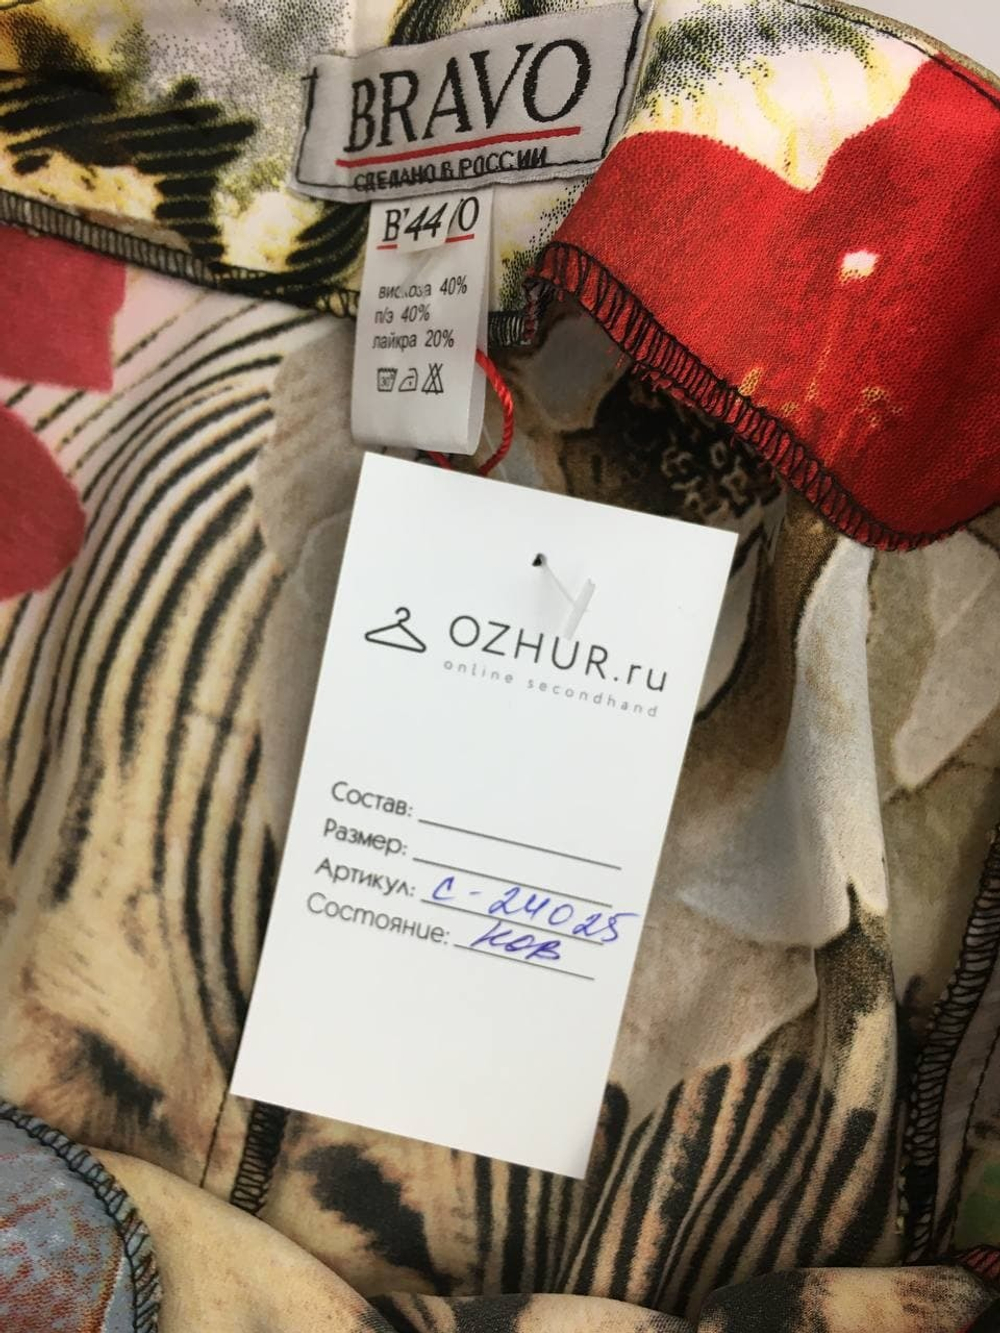 BRAVO
СДЕЛАНО В РОССИИ
B'44/O
вискоза 40%
п/э 40%
лайкра 20%
30
OZHUR.ru
online secondhand
Состав:
Размер:
Артикул: С-24025
Состояние: нов